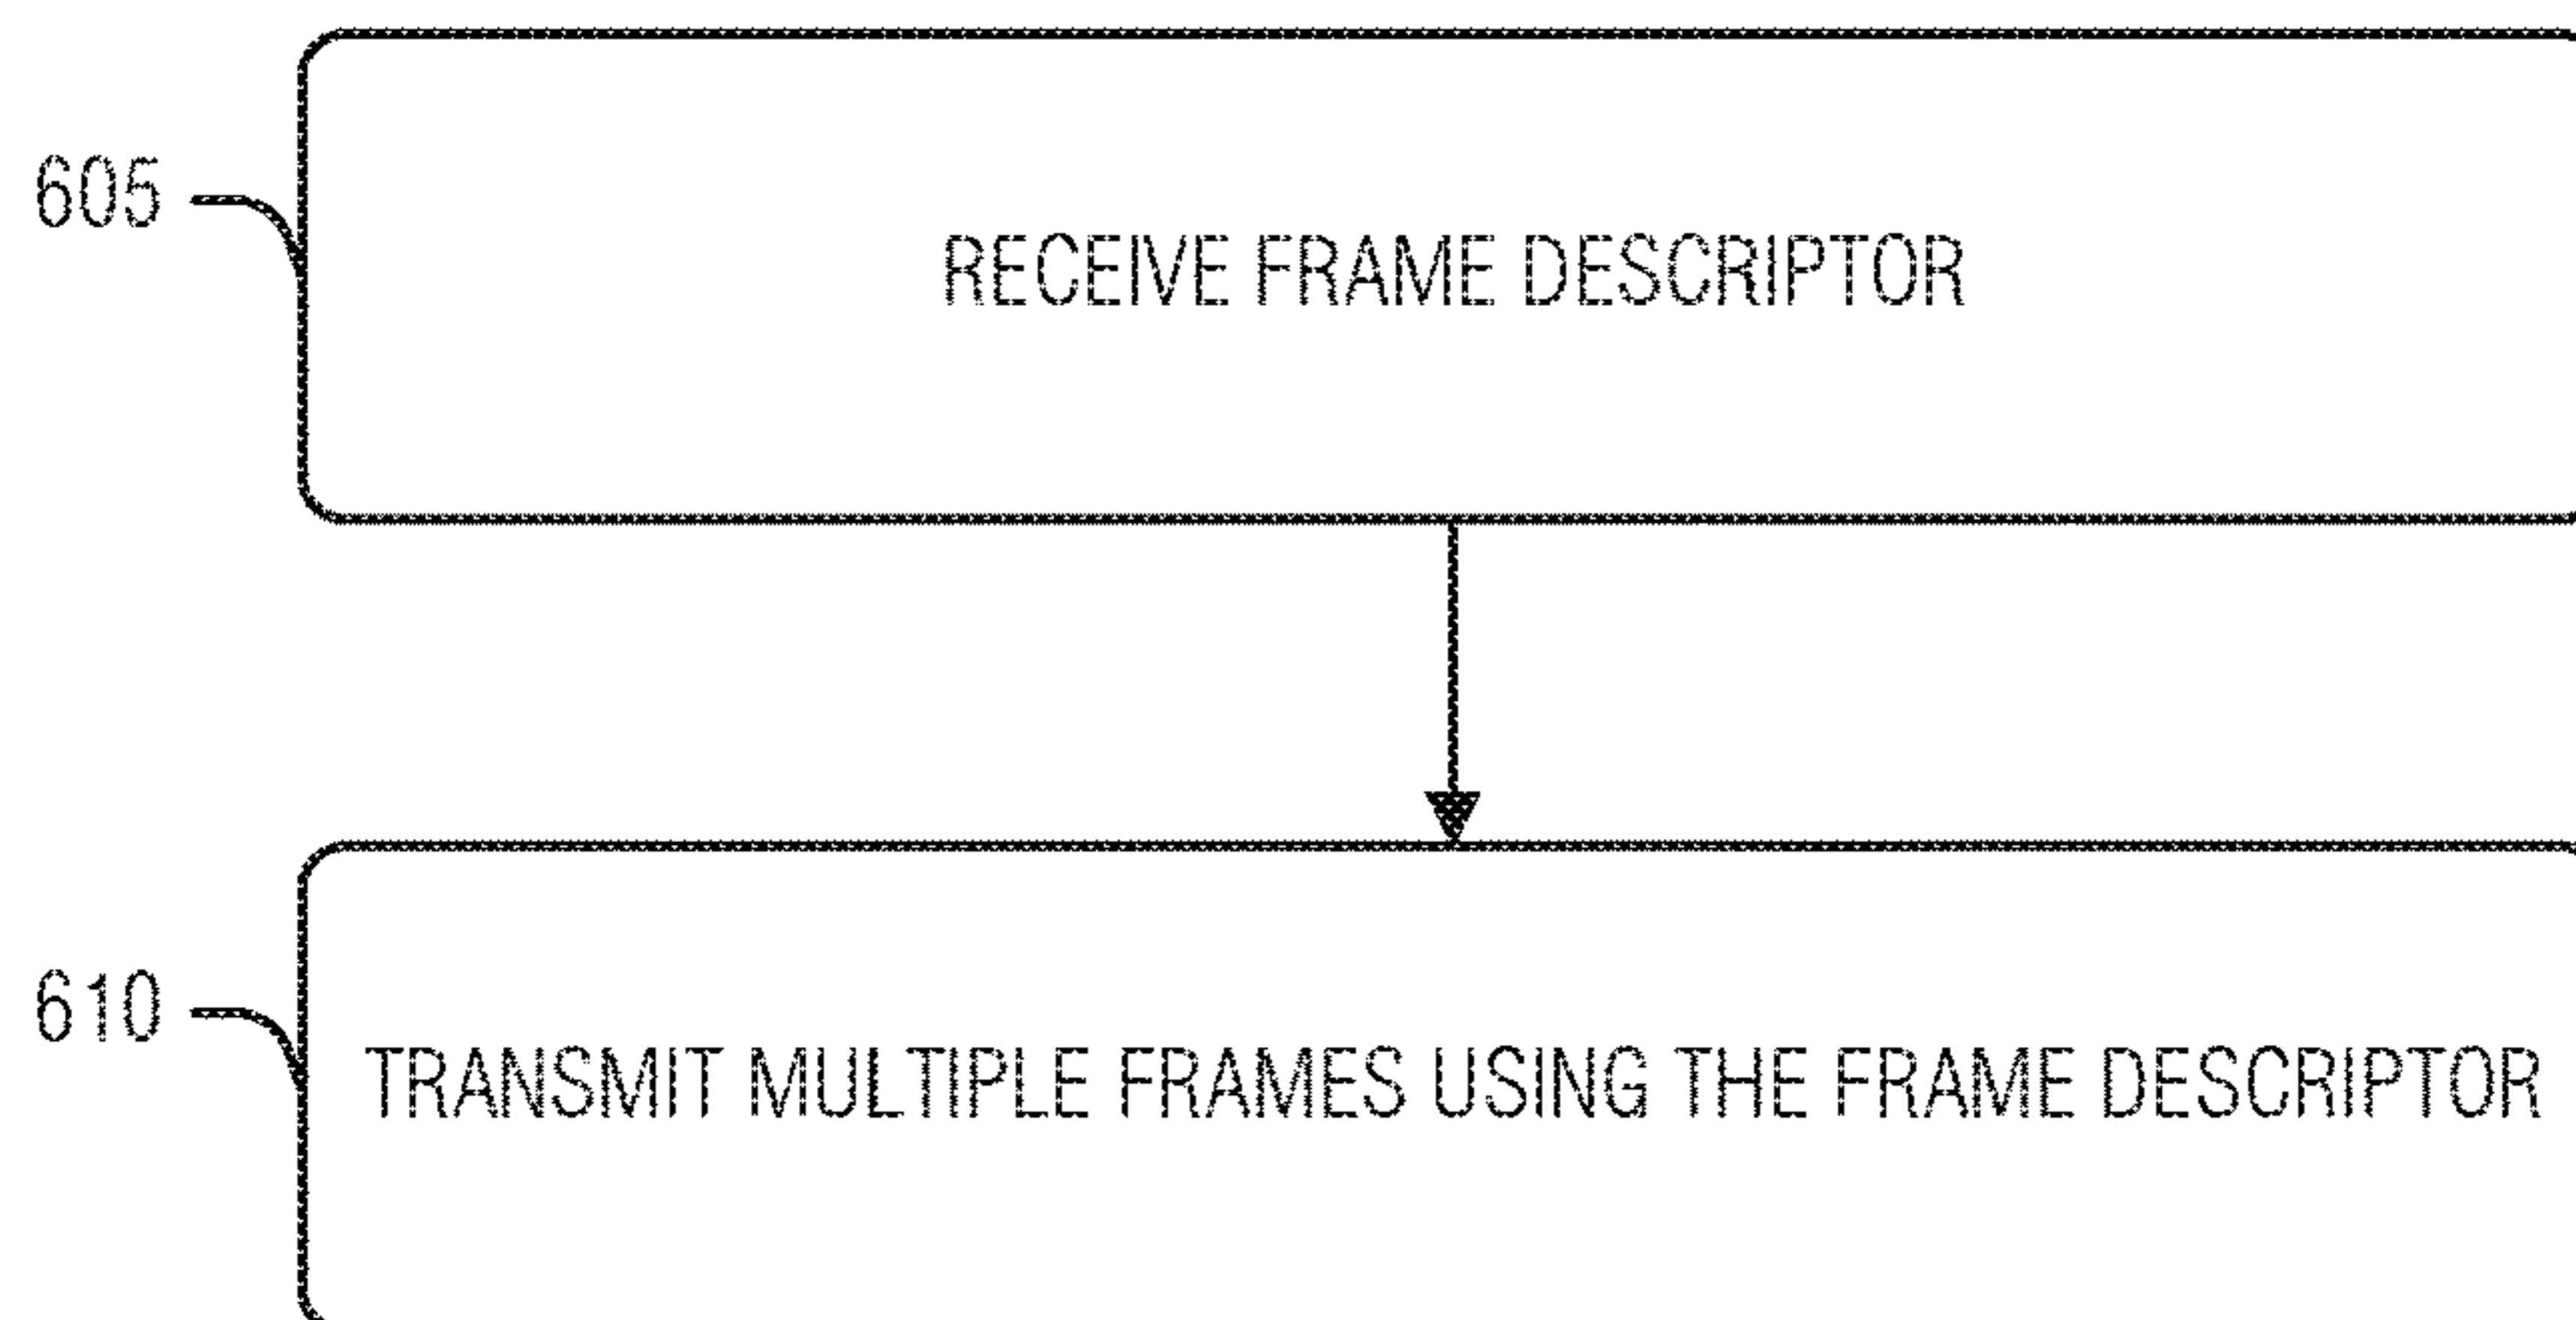 605
RECEIVE FRAME DESCRIPTOR
610
TRANSMIT MULTIPLE FRAMES USING THE FRAME DESCRIPTOR